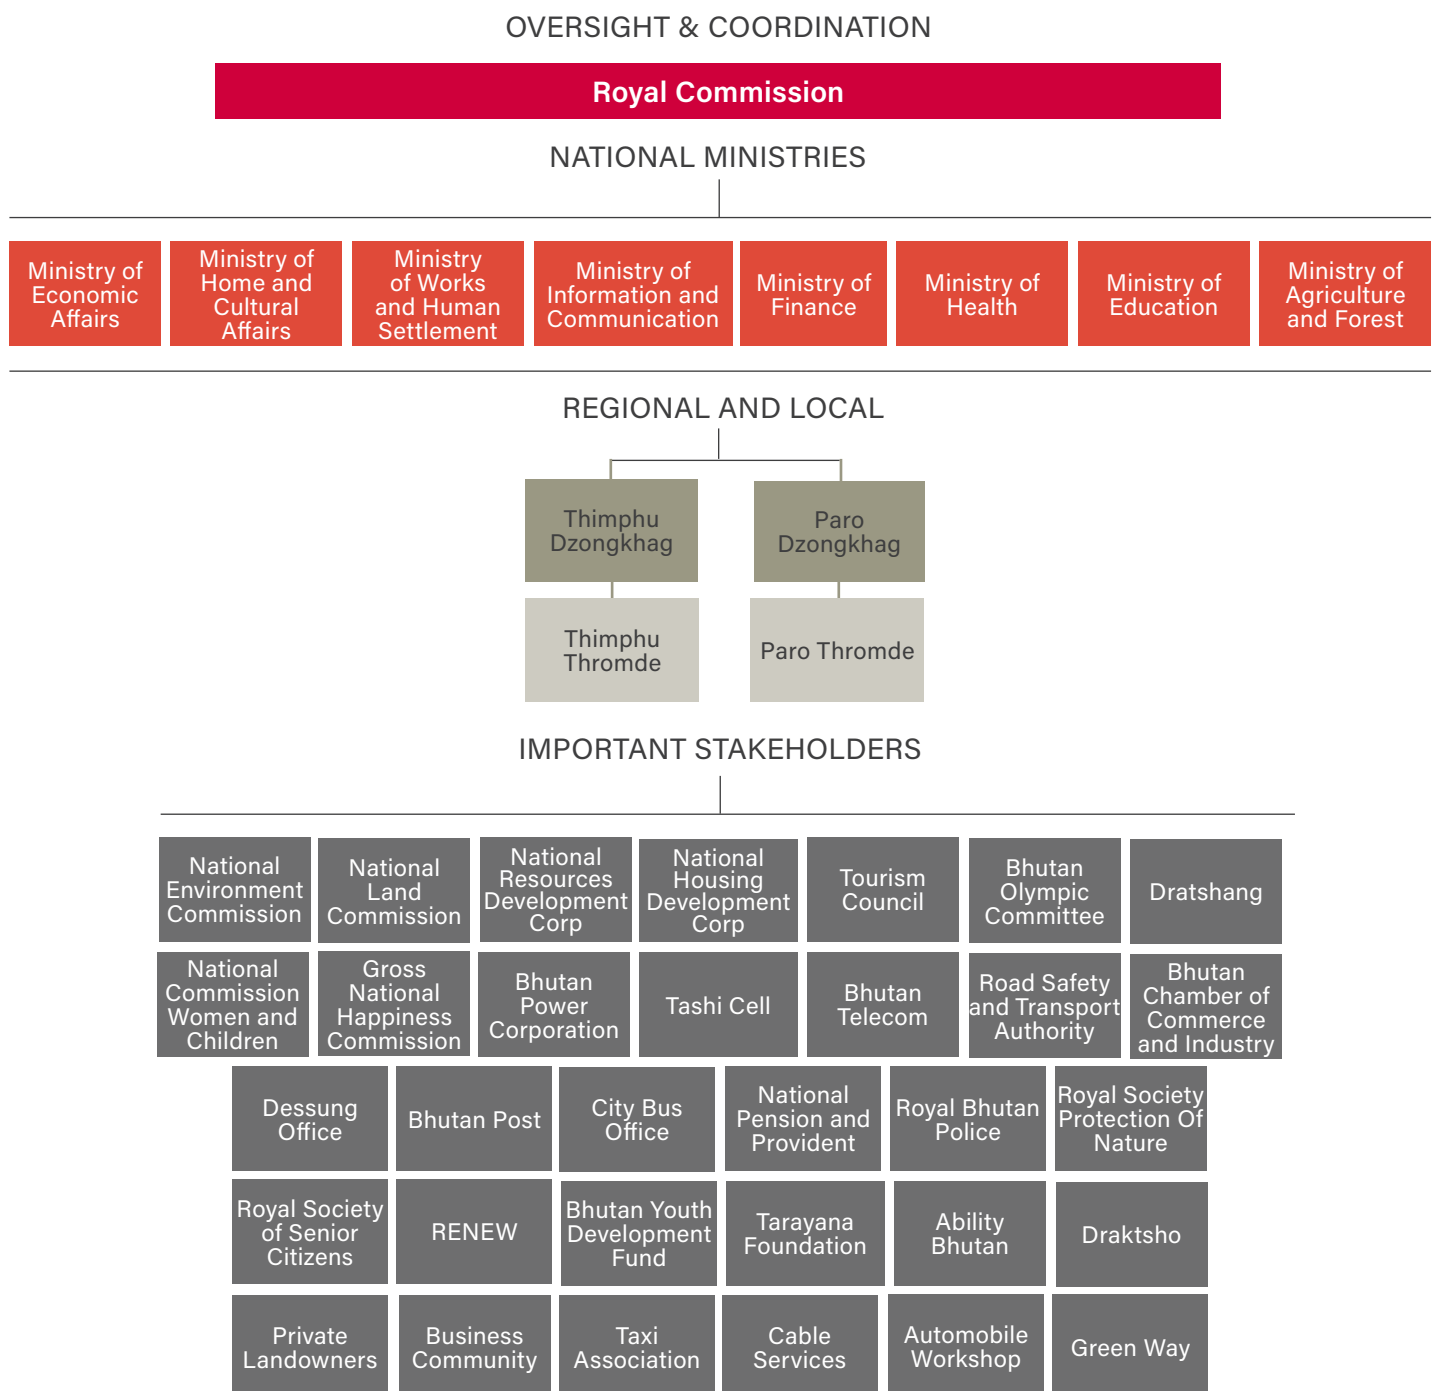 OVERSIGHT & COORDINATION
Royal Commission
NATIONAL MINISTRIES
Ministry of
Economic
Affairs
Ministry of
Home and
Cultural
Affairs
Ministry
of Works
and Human
Settlement
Ministry of
Information and
Communication
Ministry of
Finance
Ministry of
Health
Ministry of
Education
Ministry of
Agriculture
and Forest
REGIONAL AND LOCAL
Thimphu
Dzongkhag
Paro
Dzongkhag
Thimphu
Thromde
Paro Thromde
IMPORTANT STAKEHOLDERS
National
Environment
Commission
National
Land
Commission
National
Resources
Development
Corp
National
Housing
Development
Corp
Tourism
Council
Bhutan
Olympic
Committee
Dratshang
National
Commission
Women and
Children
Gross
National
Happiness
Commission
Bhutan
Power
Corporation
Tashi Cell
Bhutan
Telecom
Road Safety
and Transport
Authority
Bhutan
Chamber of
Commerce
and Industry
Dessung
Office
Bhutan Post
City Bus
Office
National
Pension and
Provident
Royal Bhutan
Police
Royal Society
Protection Of
Nature
Royal Society
of Senior
Citizens
RENEW
Bhutan Youth
Development
Fund
Tarayana
Foundation
Ability
Bhutan
Draktsho
Private
Landowners
Business
Community
Taxi
Association
Cable
Services
Automobile
Workshop
Green Way